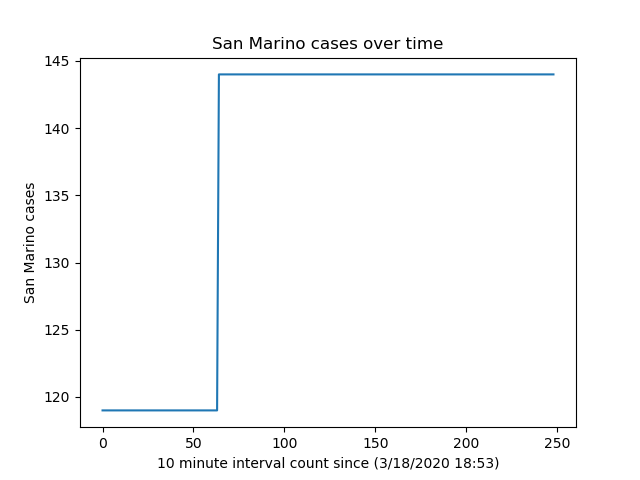 San Marino cases over time
145
140
135
130
125
120
San Marino cases
0 50 100 150 200 250
10 minute interval count since (3/18/2020 18:53)